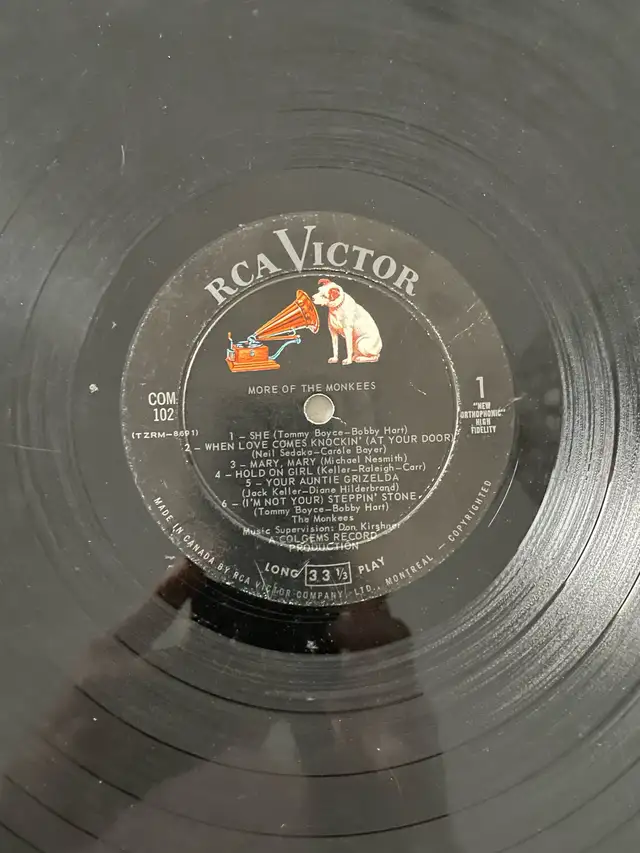 RCA VICTOR
MORE OF THE MONKEES
COM
102
(TZRM-8691)
1
"NEW
ORTHOPHONIC"
HIGH
FIDELITY
1 – SHE (Tommy Boyce-Bobby Hart)
2 – WHEN LOVE COMES KNOCKIN' (AT YOUR DOOR)
(Neil Sedaka-Carole Bayer)
3 – MARY, MARY (Michael Nesmith)
4 – HOLD ON GIRL (Keller-Raleigh-Carr)
5 – YOUR AUNTIE GRIZELDA
(Jack Keller-Diane Hilderbrand)
6 – (I'M NOT YOUR) STEPPIN' STONE
(Tommy Boyce-Bobby Hart)
The Monkees
Music Supervision: Don Kirshner
A COLGEMS RECORD
PRODUCTION
LONG 33 1/3 PLAY
MADE IN CANADA BY RCA VICTOR COMPANY, LTD., MONTREAL — COPYRIGHTED